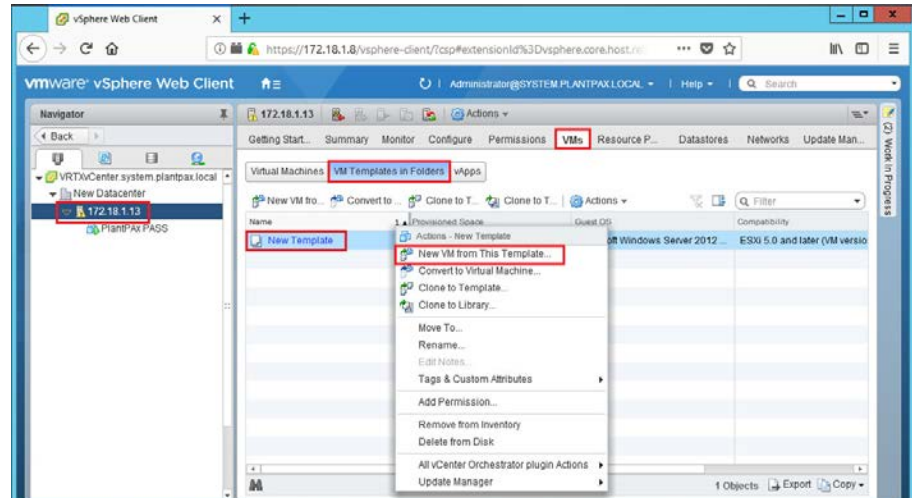 vSphere Web Client
https://172.18.1.8/vsphere-client/?csp#extensionId%3Dvsphere.core.host.re
vmware vSphere Web Client
Administrator@SYSTEM.PLANTPAX.LOCAL
Help
Search
Navigator
172.18.1.13
Actions
Back
Getting Start... Summary Monitor Configure Permissions VMs Resource P... Datastores Networks Update Man...
(2) Work In Progress
VRTXvCenter.system.plantpax.local
New Datacenter
172.18.1.13
PlantPAx PASS
Virtual Machines VM Templates in Folders vApps
New VM fro... Convert to ... Clone to T... Clone to T... Actions
Filter
Name 1 Provisioned Space Guest OS Compatibility
New Template
oft Windows Server 2012 ... ESXi 5.0 and later (VM versio
Actions - New Template
New VM from This Template...
Convert to Virtual Machine...
Clone to Template...
Clone to Library...
Move To...
Rename...
Edit Notes...
Tags & Custom Attributes
Add Permission...
Remove from Inventory
Delete from Disk
All vCenter Orchestrator plugin Actions
Update Manager
1 Objects Export Copy